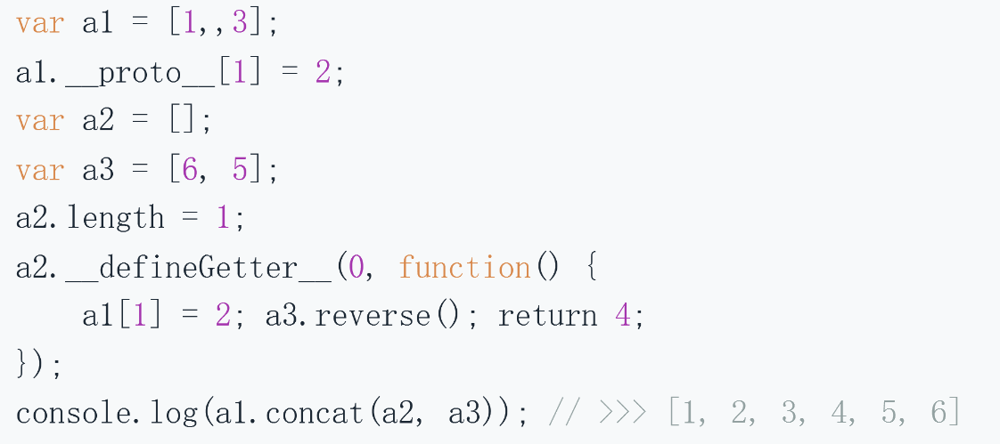 var a1 = [1,,3];
a1.__proto__[1] = 2;
var a2 = [];
var a3 = [6, 5];
a2.length = 1;
a2.__defineGetter__(0, function() {
    a1[1] = 2; a3.reverse(); return 4;
});
console.log(a1.concat(a2, a3)); // >>> [1, 2, 3, 4, 5, 6]